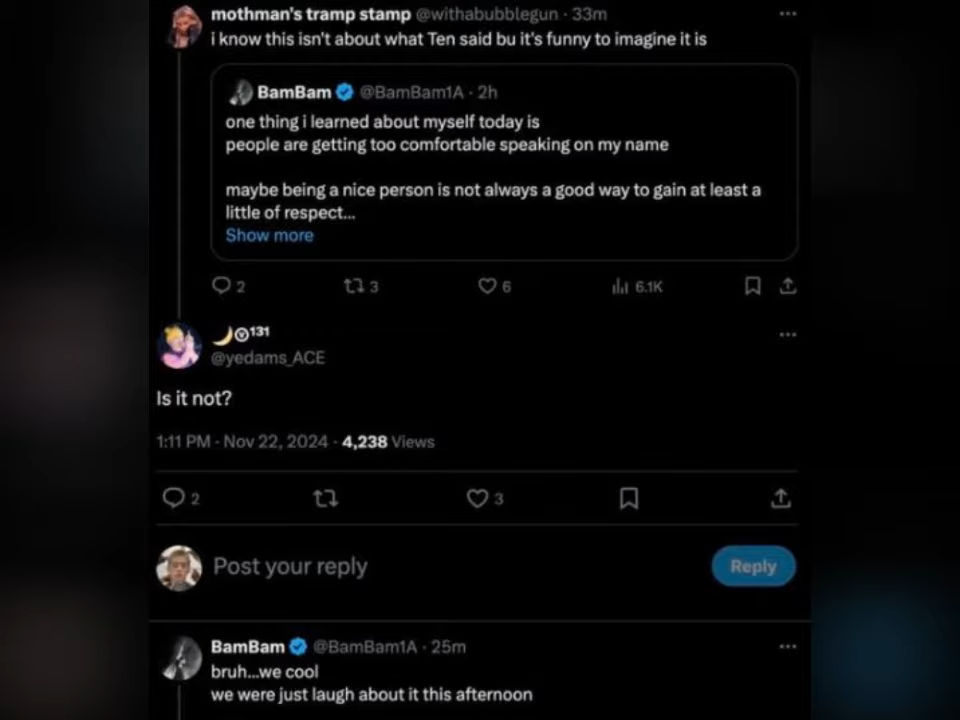 mothman's tramp stamp @withabubblegun · 33m
i know this isn't about what Ten said bu it's funny to imagine it is
BamBam @BamBam1A · 2h
one thing i learned about myself today is
people are getting too comfortable speaking on my name
maybe being a nice person is not always a good way to gain at least a
little of respect...
Show more
2 3 6 6.1K
🌙 131
@yedams_ACE
Is it not?
1:11 PM · Nov 22, 2024 · 4,238 Views
2 3
Post your reply Reply
BamBam @BamBam1A · 25m
bruh...we cool
we were just laugh about it this afternoon